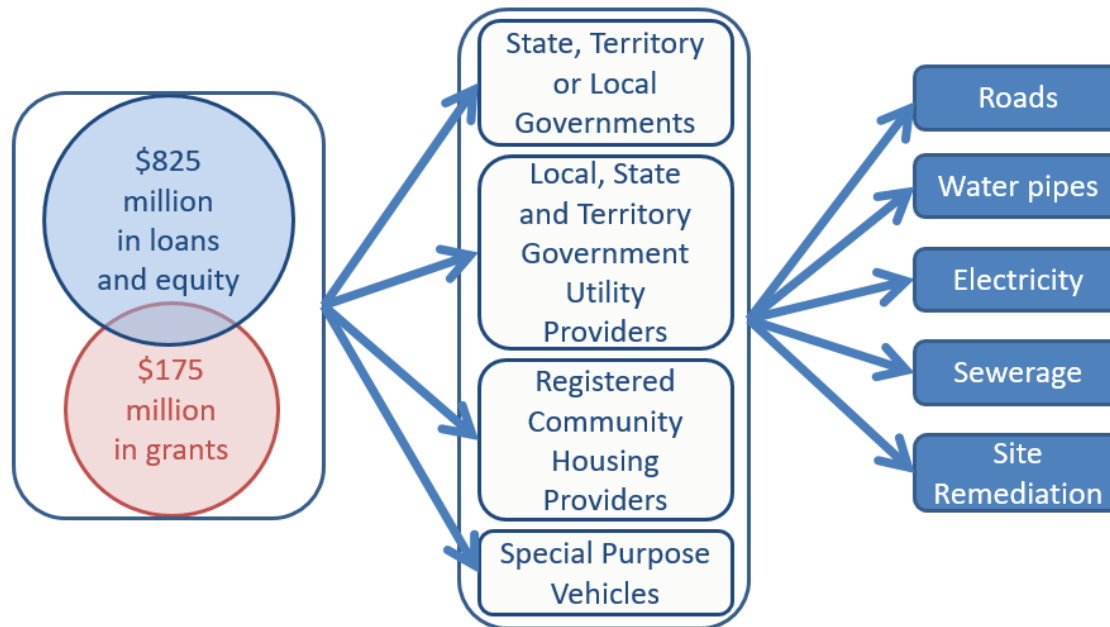 $825
million
in loans
and equity
$175
million
in grants
State, Territory
or Local
Governments
Local, State
and Territory
Government
Utility
Providers
Registered
Community
Housing
Providers
Special Purpose
Vehicles
Roads
Water pipes
Electricity
Sewerage
Site
Remediation